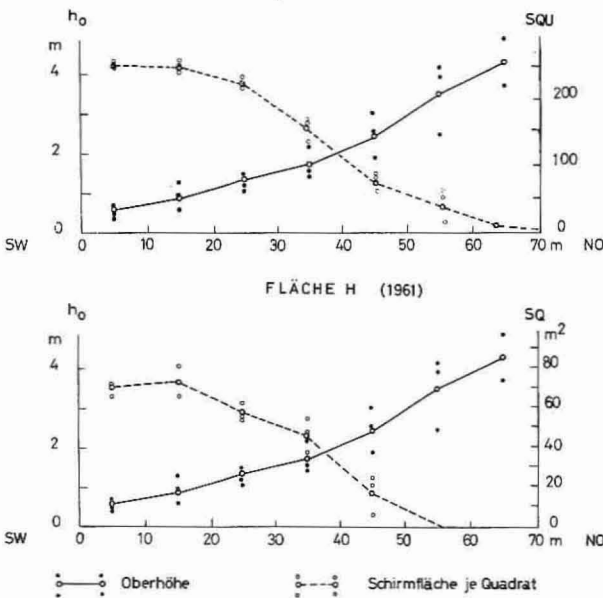 h₀ SQU
m
4
200
2
100
0 0
SW 0 10 20 30 40 50 60 70 m NO
FLÄCHE H (1961)
h₀ SQ
m m²
4 80
60
2 40
20
0 0
SW 0 10 20 30 40 50 60 70 m NO
Oberhöhe Schirmfläche je Quadrat